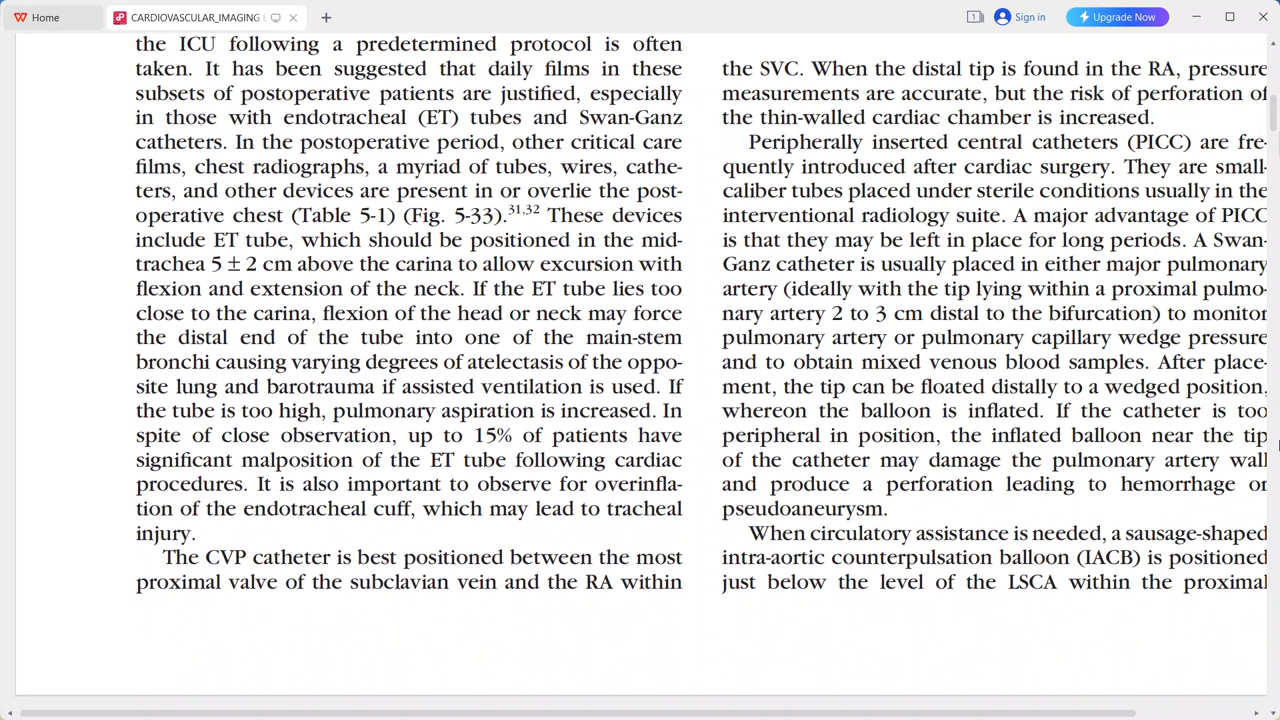 Home
CARDIOVASCULAR_IMAGING
1
Sign in
Upgrade Now
the ICU following a predetermined protocol is often
taken. It has been suggested that daily films in these
subsets of postoperative patients are justified, especially
in those with endotracheal (ET) tubes and Swan-Ganz
catheters. In the postoperative period, other critical care
films, chest radiographs, a myriad of tubes, wires, cathe-
ters, and other devices are present in or overlie the post-
operative chest (Table 5-1) (Fig. 5-33).31,32 These devices
include ET tube, which should be positioned in the mid-
trachea 5 ± 2 cm above the carina to allow excursion with
flexion and extension of the neck. If the ET tube lies too
close to the carina, flexion of the head or neck may force
the distal end of the tube into one of the main-stem
bronchi causing varying degrees of atelectasis of the oppo-
site lung and barotrauma if assisted ventilation is used. If
the tube is too high, pulmonary aspiration is increased. In
spite of close observation, up to 15% of patients have
significant malposition of the ET tube following cardiac
procedures. It is also important to observe for overinfla-
tion of the endotracheal cuff, which may lead to tracheal
injury.
The CVP catheter is best positioned between the most
proximal valve of the subclavian vein and the RA within
the SVC. When the distal tip is found in the RA, pressure
measurements are accurate, but the risk of perforation of
the thin-walled cardiac chamber is increased.
Peripherally inserted central catheters (PICC) are fre-
quently introduced after cardiac surgery. They are small-
caliber tubes placed under sterile conditions usually in the
interventional radiology suite. A major advantage of PICC
is that they may be left in place for long periods. A Swan-
Ganz catheter is usually placed in either major pulmonary
artery (ideally with the tip lying within a proximal pulmo-
nary artery 2 to 3 cm distal to the bifurcation) to monitor
pulmonary artery or pulmonary capillary wedge pressure
and to obtain mixed venous blood samples. After place-
ment, the tip can be floated distally to a wedged position,
whereon the balloon is inflated. If the catheter is too
peripheral in position, the inflated balloon near the tip
of the catheter may damage the pulmonary artery wall
and produce a perforation leading to hemorrhage or
pseudoaneurysm.
When circulatory assistance is needed, a sausage-shaped
intra-aortic counterpulsation balloon (IACB) is positioned
just below the level of the LSCA within the proximal